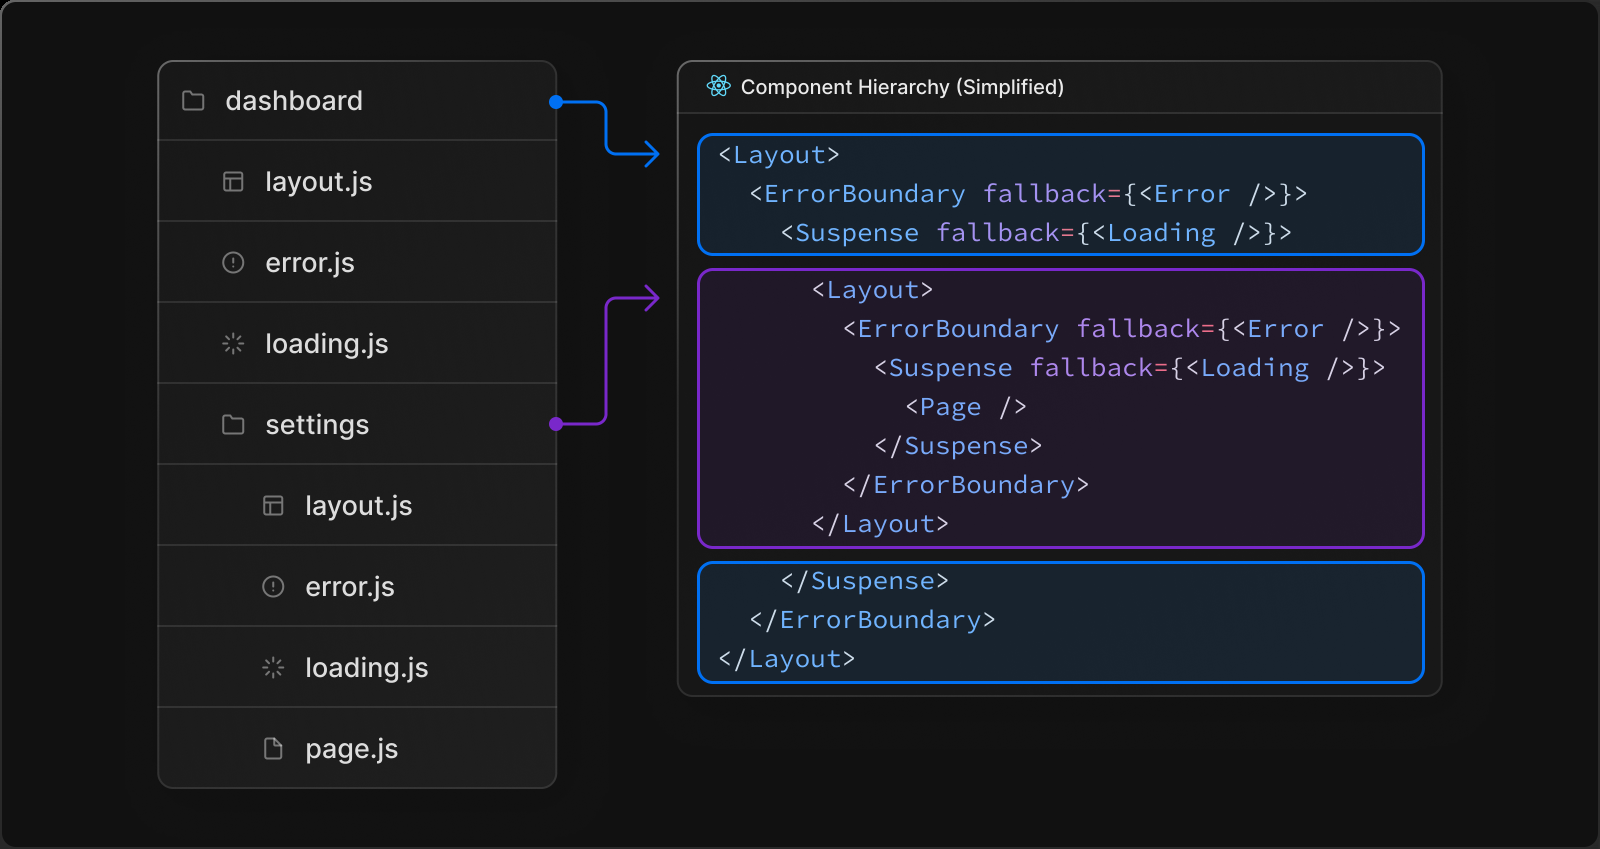 dashboard
layout.js
error.js
loading.js
settings
layout.js
error.js
loading.js
page.js
Component Hierarchy (Simplified)
<Layout>
<ErrorBoundary fallback={<Error />}>
<Suspense fallback={<Loading />}>
<Layout>
<ErrorBoundary fallback={<Error />}>
<Suspense fallback={<Loading />}>
<Page />
</Suspense>
</ErrorBoundary>
</Layout>
</Suspense>
</ErrorBoundary>
</Layout>